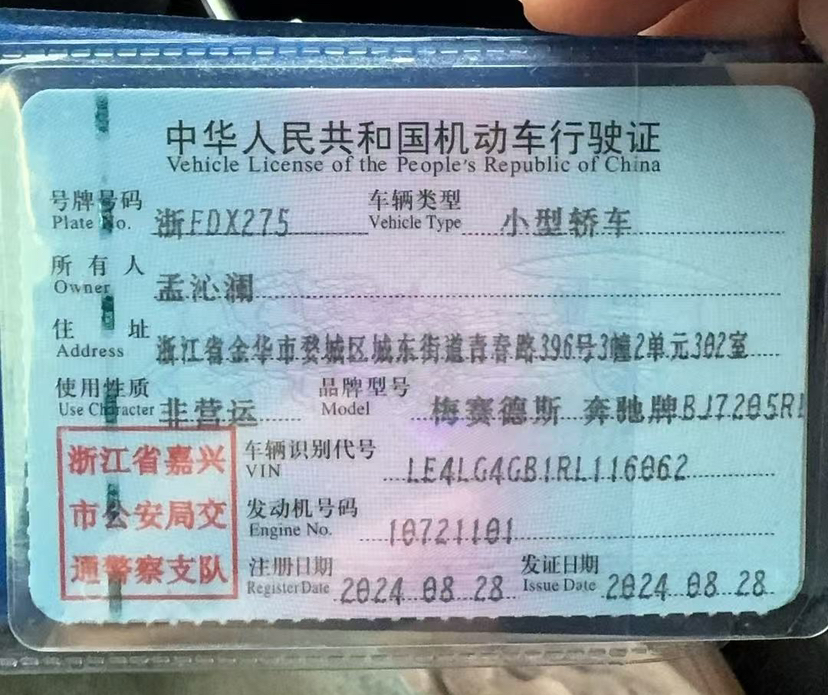 中华人民共和国机动车行驶证
Vehicle License of the People's Republic of China
号牌号码 浙FDX275 车辆类型 小型轿车
Plate No. Vehicle Type
所有人 孟沁澜
Owner
住址 浙江省金华市婺城区城东街道青春路396号3幢2单元302室
Address
使用性质 非营运 品牌型号 梅赛德斯 奔驰牌BJ7205RL
Use Character Model
浙江省嘉兴
市公安局交
通警察支队
车辆识别代号 LE4LG4GB1RL116062
VIN
发动机号码 10721101
Engine No.
注册日期 2024.08.28 发证日期 2024.08.28
Register Date Issue Date